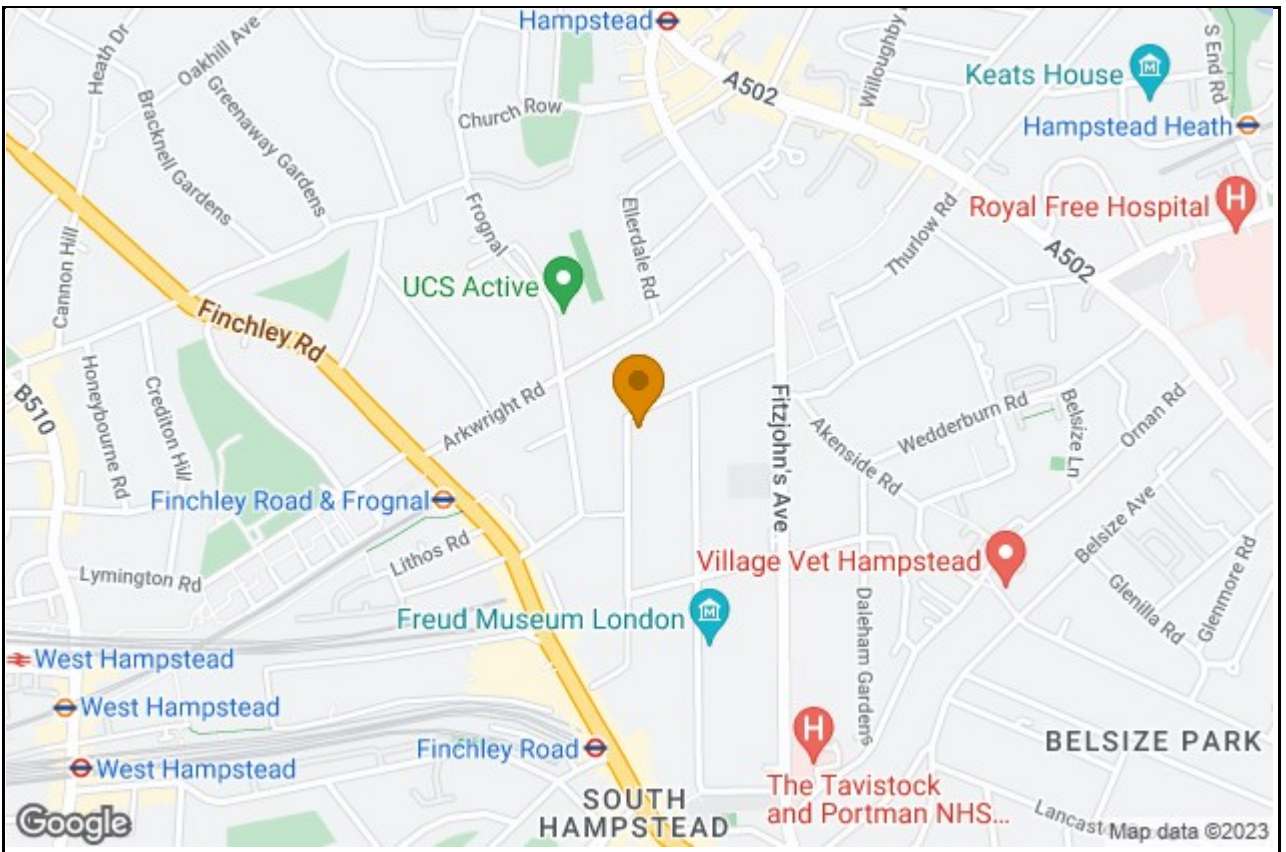 Hampstead
Heath Dr
Oakhill Ave
Willoughby
S End Rd
Keats House
A502
Greenaway Gardens
Bracknell Gardens
Church Row
Hampstead Heath
Frognal
Ellerdale Rd
Thurlow Rd
Royal Free Hospital
H
Cannon Hill
UCS Active
A502
Finchley Rd
B510
Honeybourne Rd
Crediton Hill
Arkwright Rd
Fitzjohn's Ave
Akenside Rd
Wedderburn Rd
Belsize Ln
Ornan Rd
Finchley Road & Frognal
Belsize Ave
Lithos Rd
Lymington Rd
Village Vet Hampstead
Glenilla Rd
Glenmore Rd
Freud Museum London
Daleham Gardens
West Hampstead
West Hampstead
West Hampstead
Finchley Road
H
BELSIZE PARK
The Tavistock
and Portman NHS...
SOUTH
HAMPSTEAD
Lancast
Google
Map data ©2023